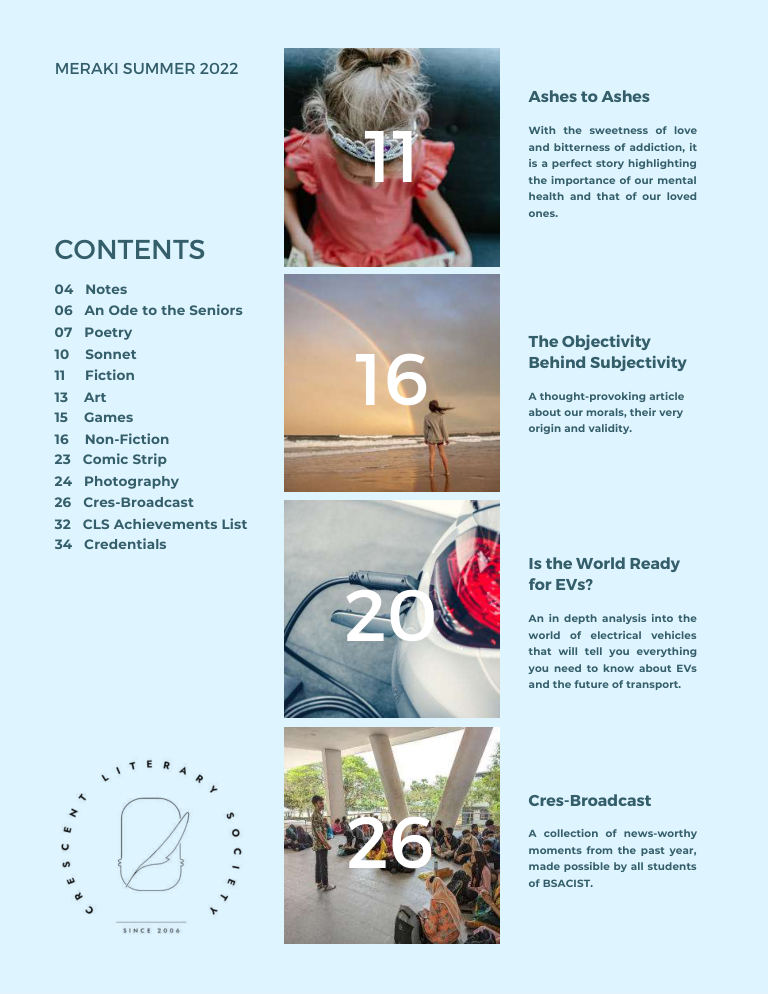 MERAKI SUMMER 2022
CONTENTS
04 Notes
06 An Ode to the Seniors
07 Poetry
10 Sonnet
11 Fiction
13 Art
15 Games
16 Non-Fiction
23 Comic Strip
24 Photography
26 Cres-Broadcast
32 CLS Achievements List
34 Credentials
CRESCENT LITERARY SOCIETY
SINCE 2006
11
Ashes to Ashes
With the sweetness of love
and bitterness of addiction, it
is a perfect story highlighting
the importance of our mental
health and that of our loved
ones.
16
The Objectivity
Behind Subjectivity
A thought-provoking article
about our morals, their very
origin and validity.
20
Is the World Ready
for EVs?
An in depth analysis into the
world of electrical vehicles
that will tell you everything
you need to know about EVs
and the future of transport.
26
Cres-Broadcast
A collection of news-worthy
moments from the past year,
made possible by all students
of BSACIST.